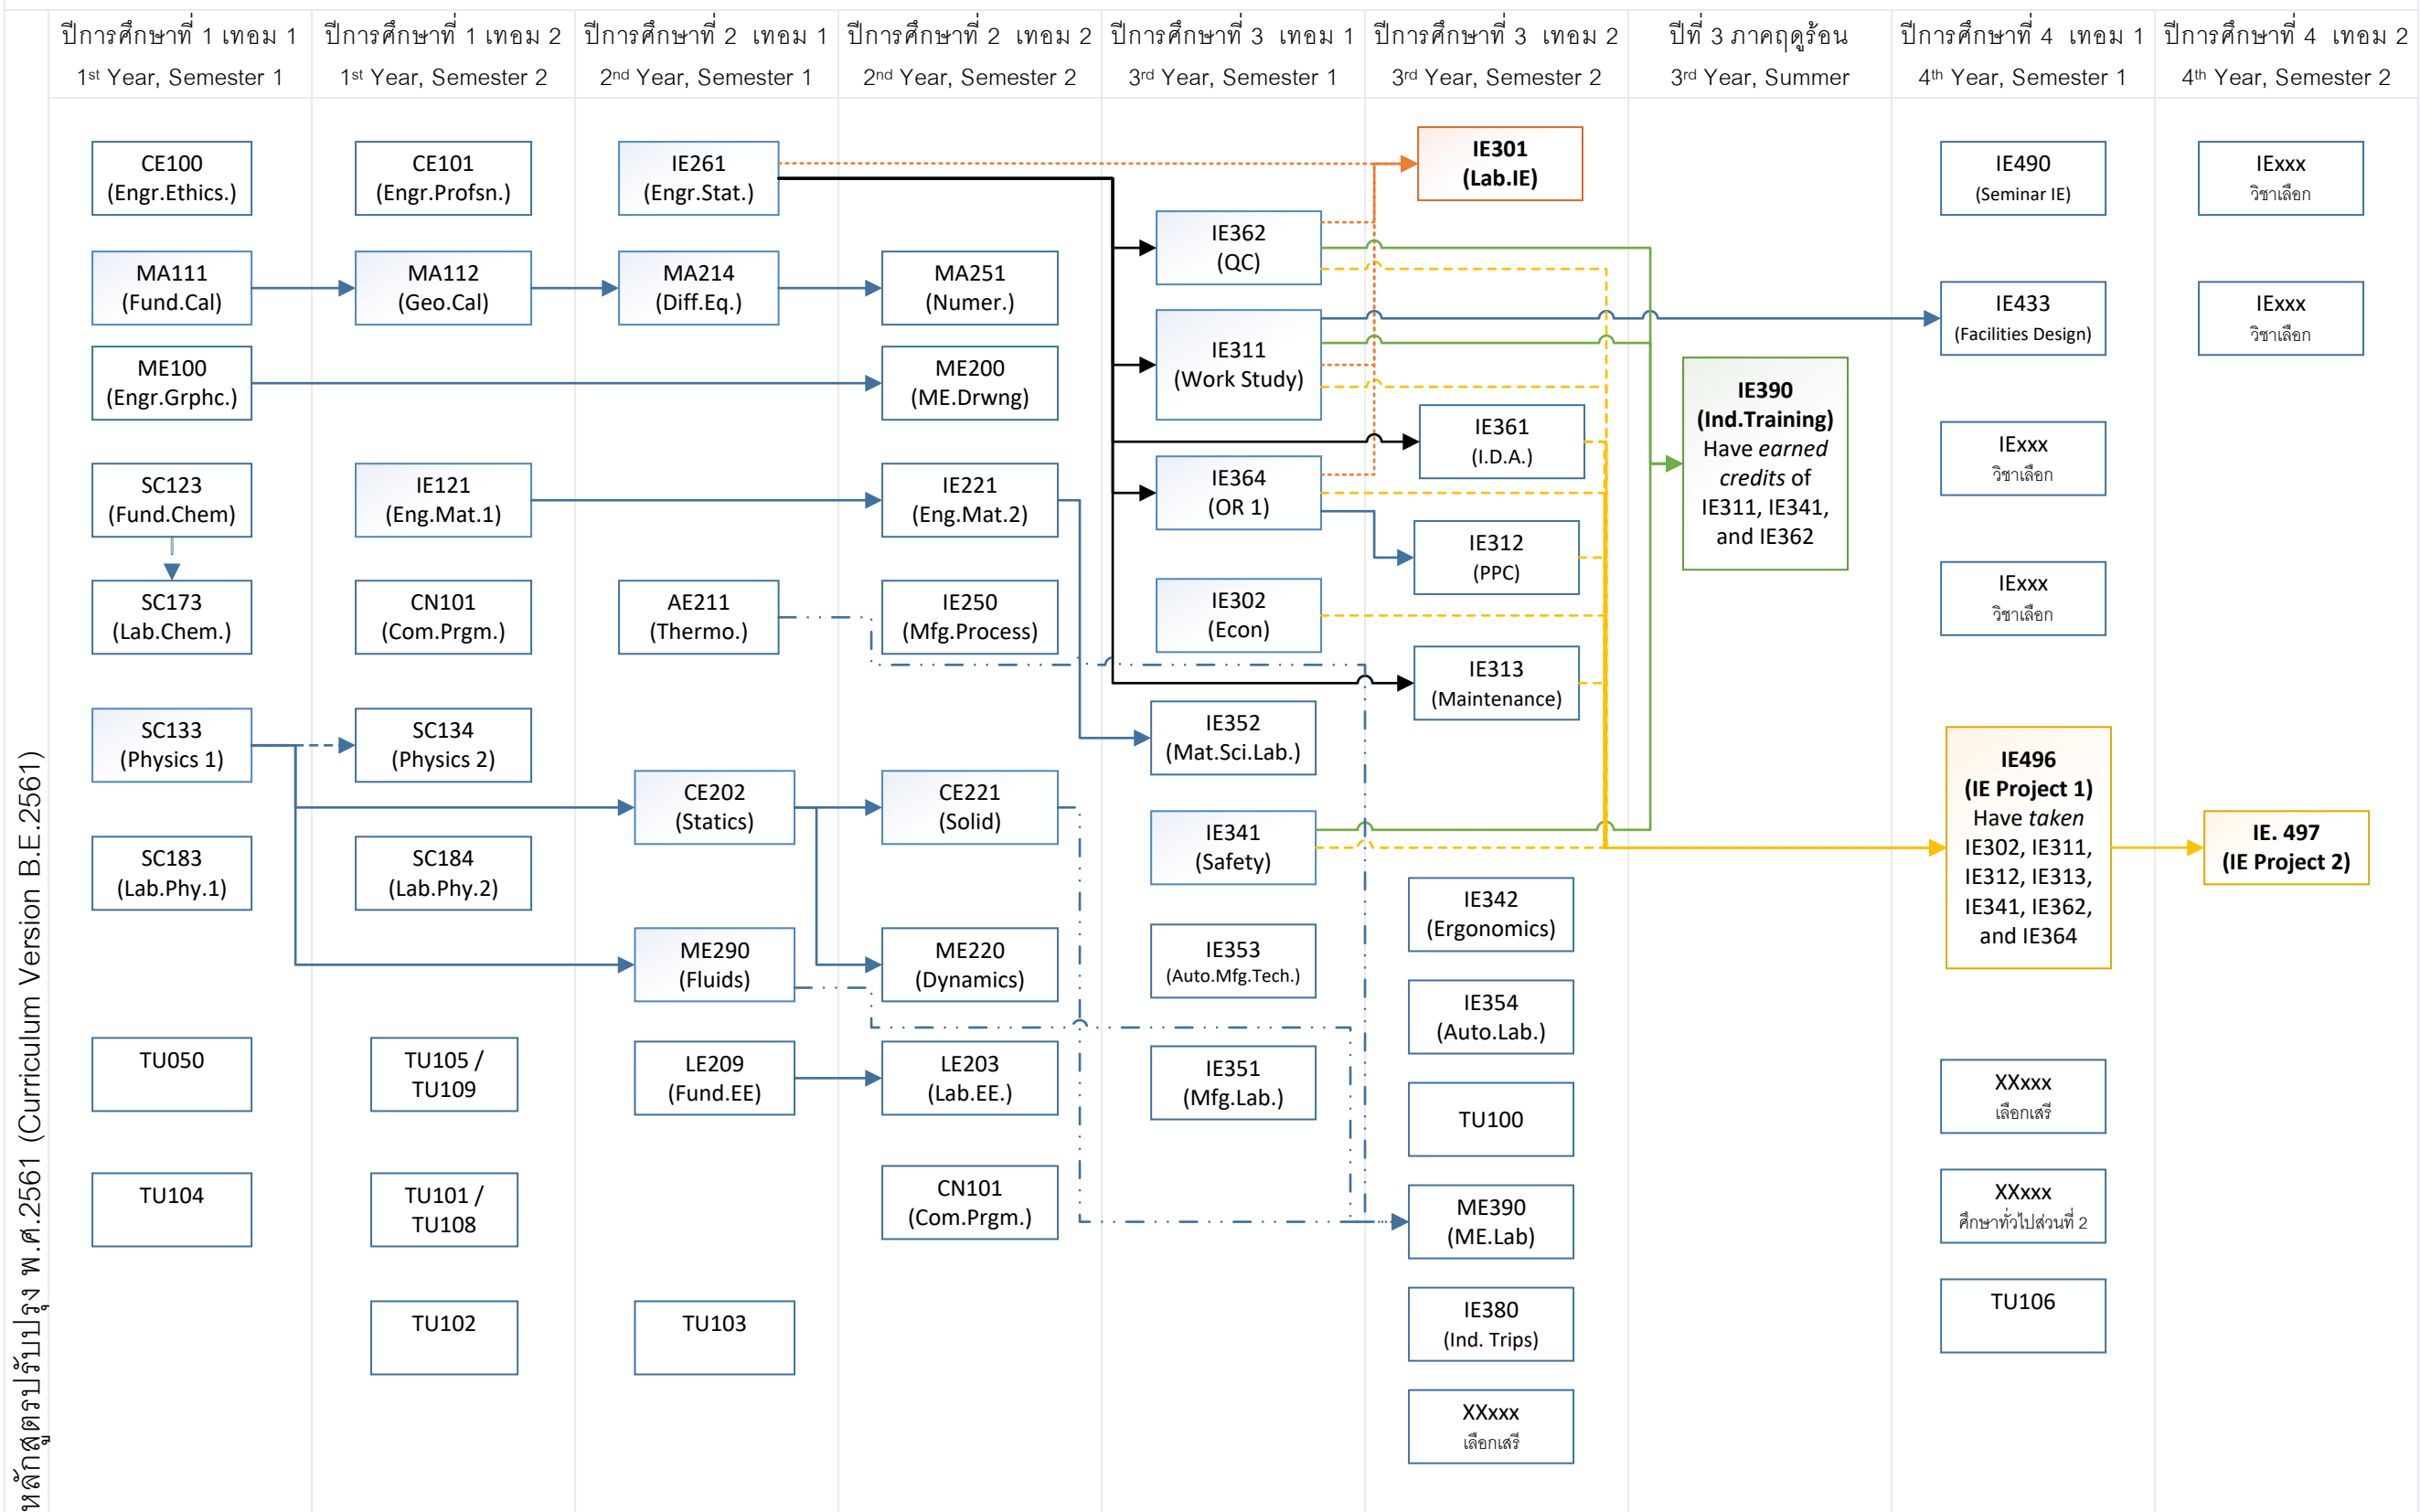 ปีการศึกษาที่ 1 เทอม 1
1st Year, Semester 1
ปีการศึกษาที่ 1 เทอม 2
1st Year, Semester 2
ปีการศึกษาที่ 2 เทอม 1
2nd Year, Semester 1
ปีการศึกษาที่ 2 เทอม 2
2nd Year, Semester 2
ปีการศึกษาที่ 3 เทอม 1
3rd Year, Semester 1
ปีการศึกษาที่ 3 เทอม 2
3rd Year, Semester 2
ปีที่ 3 ภาคฤดูร้อน
3rd Year, Summer
ปีการศึกษาที่ 4 เทอม 1
4th Year, Semester 1
ปีการศึกษาที่ 4 เทอม 2
4th Year, Semester 2
หลักสูตรปรับปรุง พ.ศ.2561 (Curriculum Version B.E.2561)
CE100
(Engr.Ethics.)
MA111
(Fund.Cal)
ME100
(Engr.Grphc.)
SC123
(Fund.Chem)
SC173
(Lab.Chem.)
SC133
(Physics 1)
SC183
(Lab.Phy.1)
TU050
TU104
CE101
(Engr.Profsn.)
MA112
(Geo.Cal)
IE121
(Eng.Mat.1)
CN101
(Com.Prgm.)
SC134
(Physics 2)
SC184
(Lab.Phy.2)
TU105 /
TU109
TU101 /
TU108
TU102
IE261
(Engr.Stat.)
MA214
(Diff.Eq.)
AE211
(Thermo.)
CE202
(Statics)
ME290
(Fluids)
LE209
(Fund.EE)
TU103
MA251
(Numer.)
ME200
(ME.Drwng)
IE221
(Eng.Mat.2)
IE250
(Mfg.Process)
CE221
(Solid)
ME220
(Dynamics)
LE203
(Lab.EE.)
CN101
(Com.Prgm.)
IE362
(QC)
IE311
(Work Study)
IE364
(OR 1)
IE302
(Econ)
IE352
(Mat.Sci.Lab.)
IE341
(Safety)
IE353
(Auto.Mfg.Tech.)
IE351
(Mfg.Lab.)
IE301
(Lab.IE)
IE361
(I.D.A.)
IE312
(PPC)
IE313
(Maintenance)
IE342
(Ergonomics)
IE354
(Auto.Lab.)
TU100
ME390
(ME.Lab)
IE380
(Ind. Trips)
XXxxx
เลือกเสรี
IE390
(Ind.Training)
Have earned
credits of
IE311, IE341,
and IE362
IE490
(Seminar IE)
IE433
(Facilities Design)
IExxx
วิชาเลือก
IExxx
วิชาเลือก
IE496
(IE Project 1)
Have taken
IE302, IE311,
IE312, IE313,
IE341, IE362,
and IE364
XXxxx
เลือกเสรี
XXxxx
ศึกษาทั่วไปส่วนที่ 2
TU106
IExxx
วิชาเลือก
IExxx
วิชาเลือก
IE. 497
(IE Project 2)